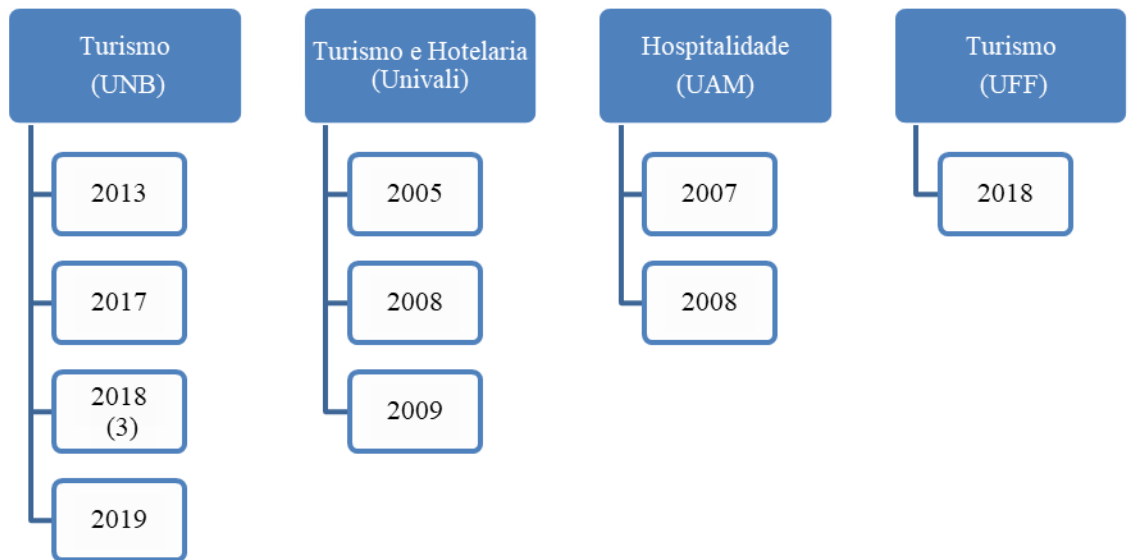 Turismo
(UNB)
2013
2017
2018
(3)
2019
Turismo e Hotelaria
(Univali)
2005
2008
2009
Hospitalidade
(UAM)
2007
2008
Turismo
(UFF)
2018